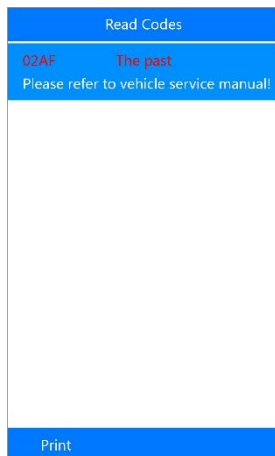 Read Codes
02AF The past
Please refer to vehicle service manual!
Print